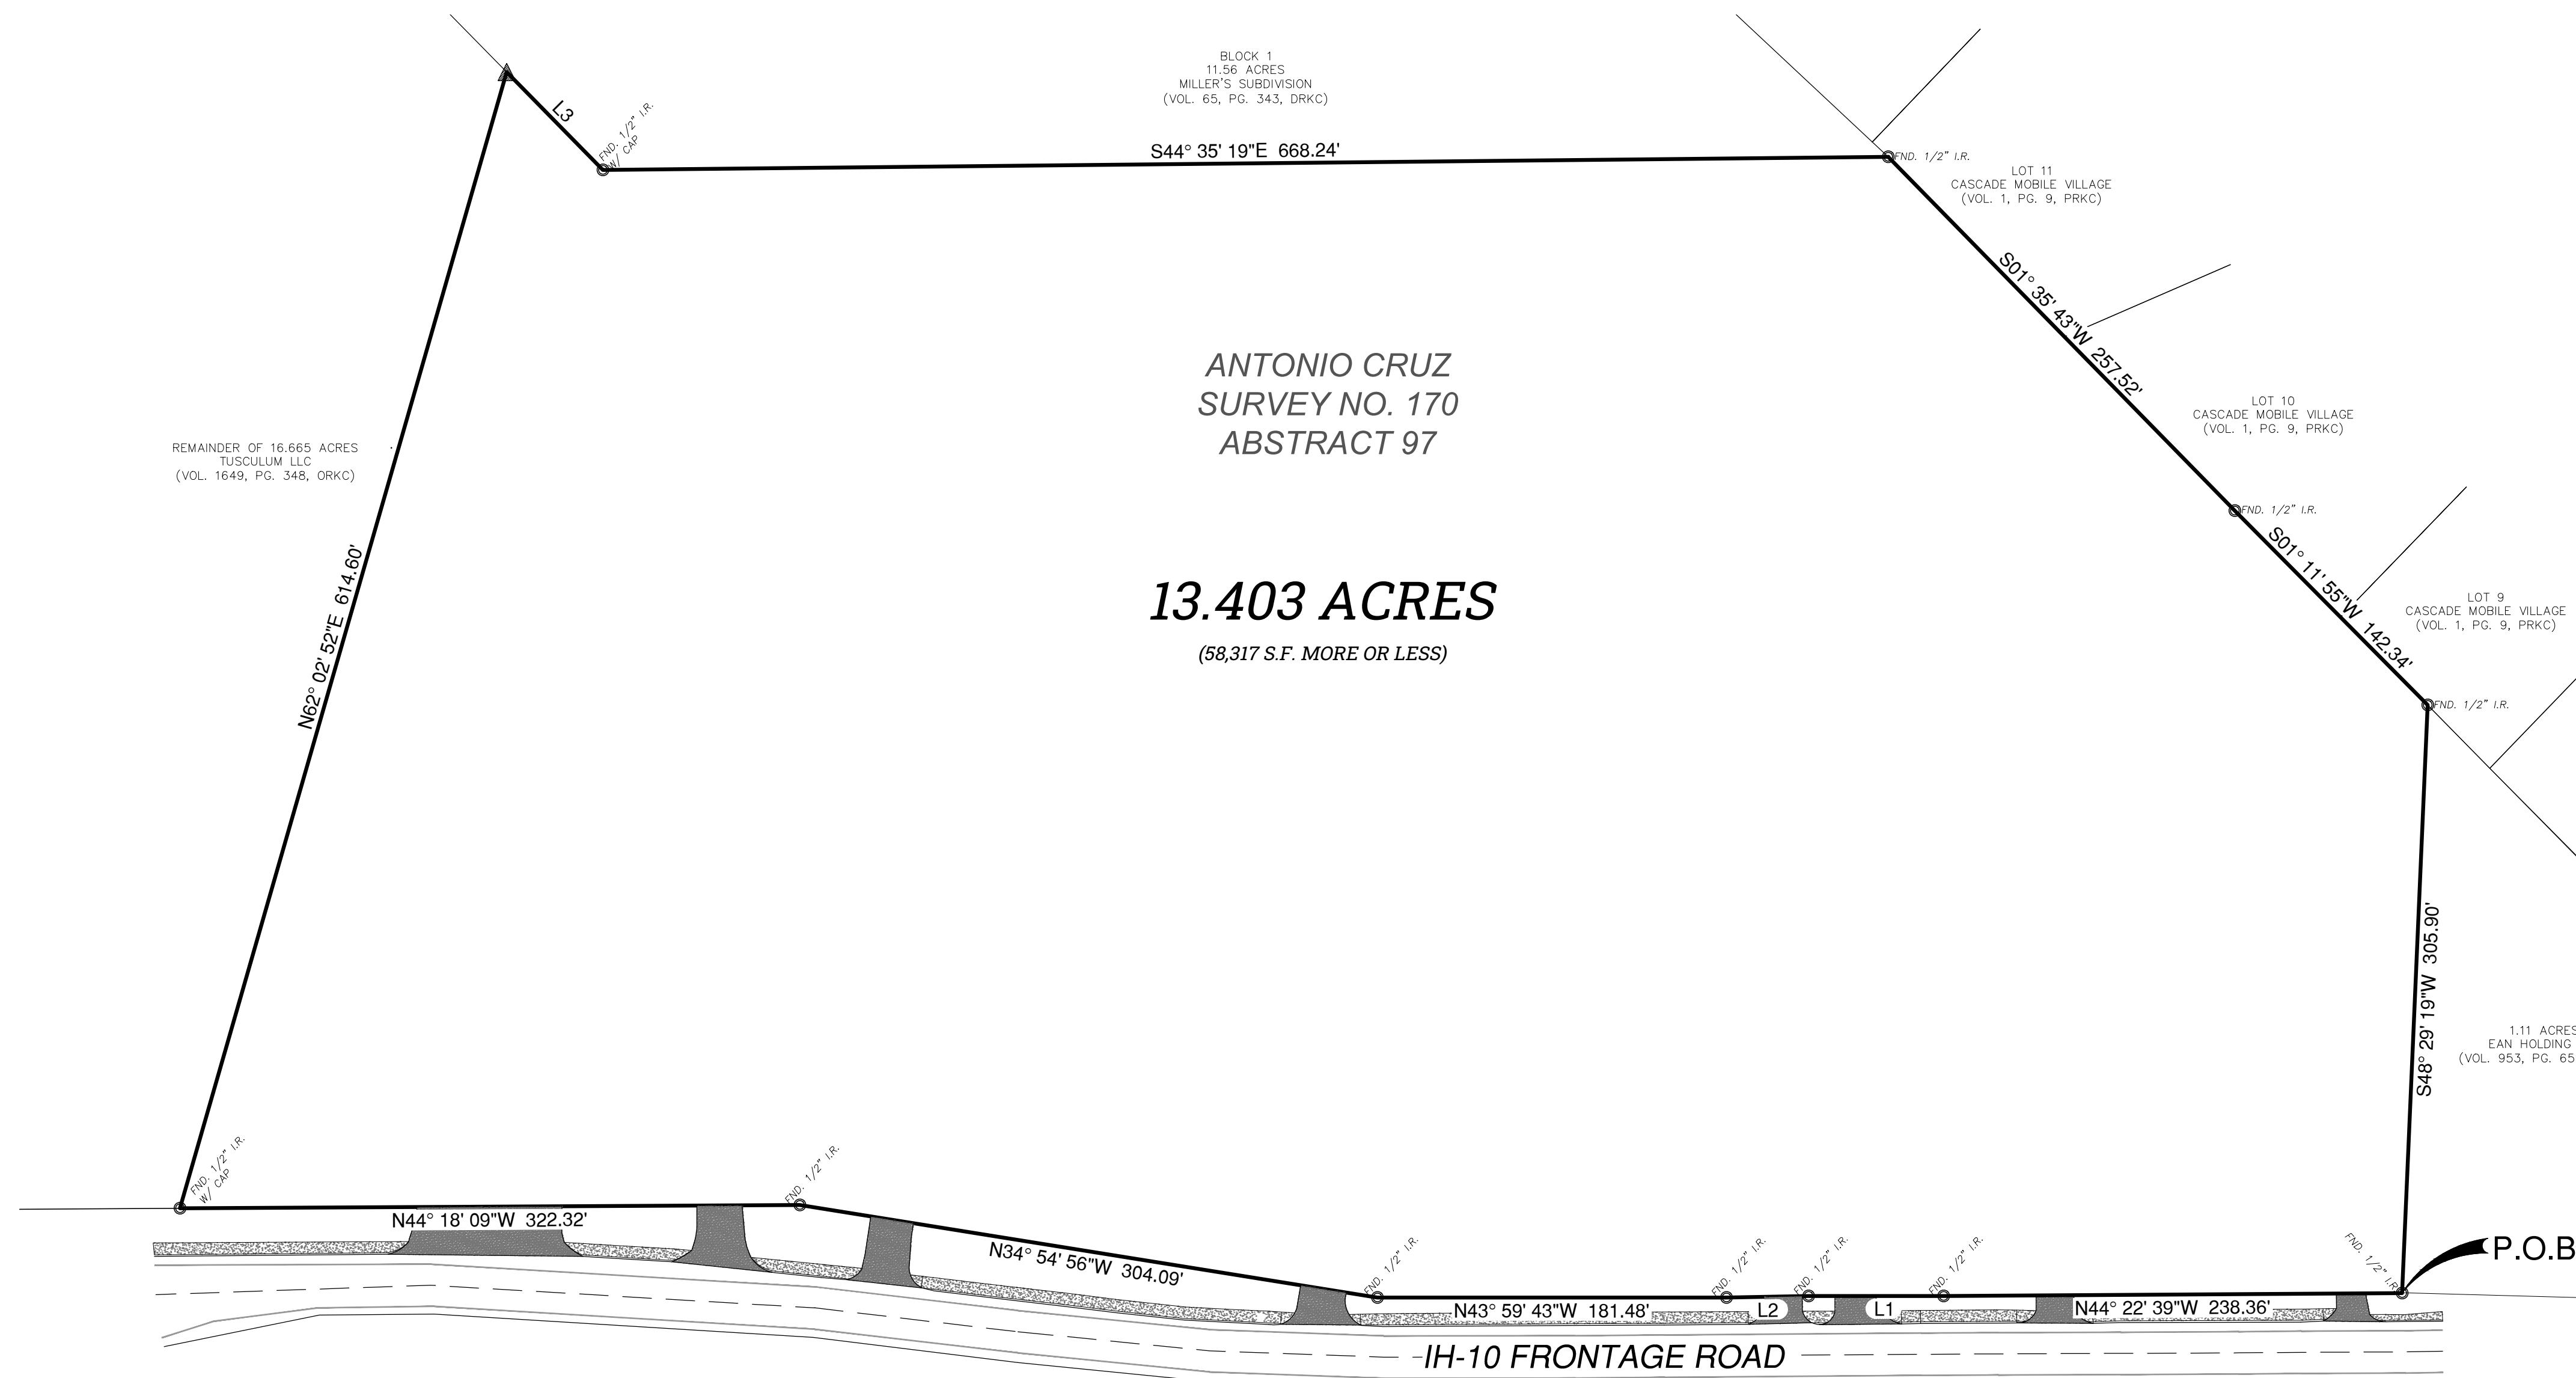 BLOCK 1
11.56 ACRES
MILLER'S SUBDIVISION
(VOL. 65, PG. 343, DRKC)
L3
FND. 1/2" I.R.
W/ CAP
S44° 35' 19"E 668.24'
FND. 1/2" I.R.
LOT 11
CASCADE MOBILE VILLAGE
(VOL. 1, PG. 9, PRKC)
S01° 35' 43"W 257.52'
ANTONIO CRUZ
SURVEY NO. 170
ABSTRACT 97
LOT 10
CASCADE MOBILE VILLAGE
(VOL. 1, PG. 9, PRKC)
REMAINDER OF 16.665 ACRES
TUSCULUM LLC
(VOL. 1649, PG. 348, ORKC)
FND. 1/2" I.R.
S01° 11' 55"W 142.34'
13.403 ACRES
(58,317 S.F. MORE OR LESS)
LOT 9
CASCADE MOBILE VILLAGE
(VOL. 1, PG. 9, PRKC)
N62° 02' 52"E 614.60'
FND. 1/2" I.R.
S48° 29' 19"W 305.90'
1.11 ACRES
EAN HOLDING
(VOL. 953, PG. 65
FND. 1/2" I.R.
W/ CAP
FND. 1/2" I.R.
N44° 18' 09"W 322.32'
N34° 54' 56"W 304.09'
FND. 1/2" I.R.
FND. 1/2" I.R.
FND. 1/2" I.R.
FND. 1/2" I.R.
FND. 1/2" I.R.
P.O.B
N43° 59' 43"W 181.48'
L2
L1
N44° 22' 39"W 238.36'
IH-10 FRONTAGE ROAD